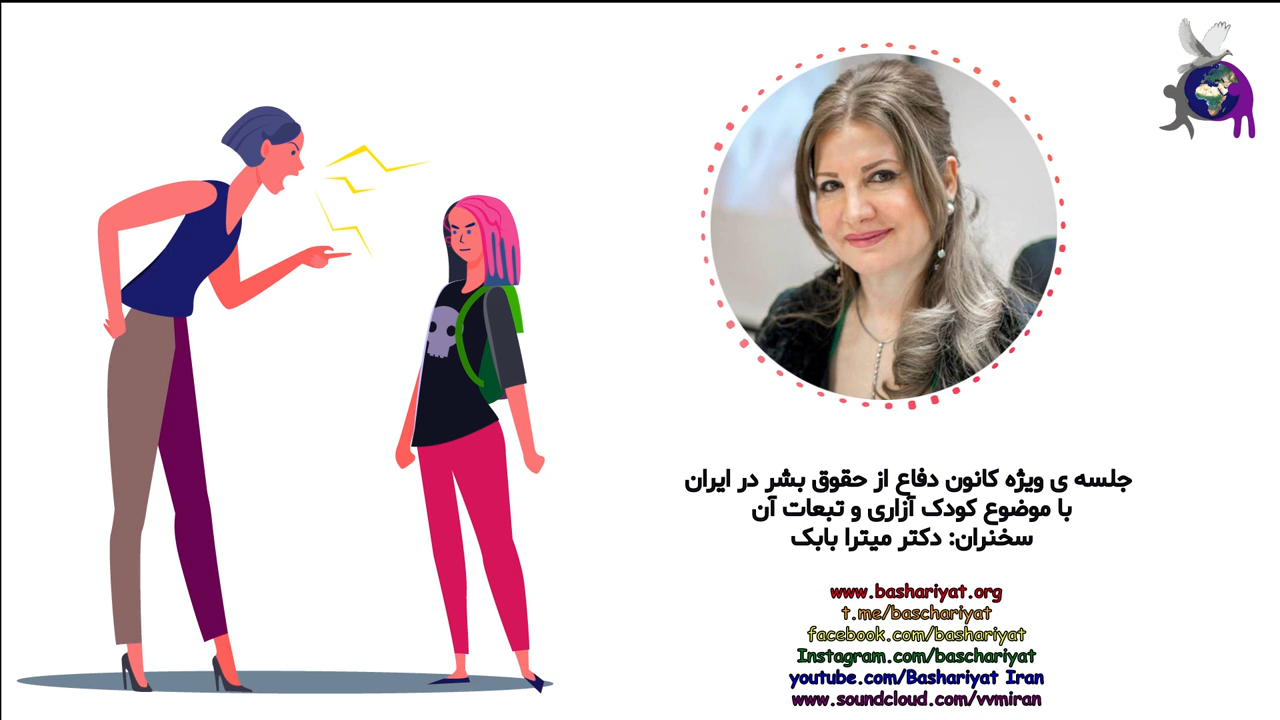 جلسه ی ویژه کانون دفاع از حقوق بشر در ایران
با موضوع کودک آزاری و تبعات آن
سخنران: دکتر میترا بابک
www.bashariyat.org
t.me/baschariyat
facebook.com/bashariyat
Instagram.com/baschariyat
youtube.com/Bashariyat Iran
www.soundcloud.com/vvmiran